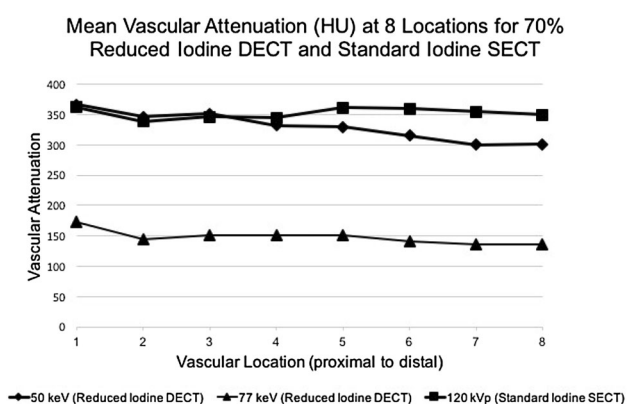 Mean Vascular Attenuation (HU) at 8 Locations for 70%
Reduced Iodine DECT and Standard Iodine SECT
400
350
300
250
200
150
100
50
0
Vascular Attenuation
1 2 3 4 5 6 7 8
Vascular Location (proximal to distal)
50 keV (Reduced Iodine DECT) 77 keV (Reduced Iodine DECT) 120 kVp (Standard Iodine SECT)